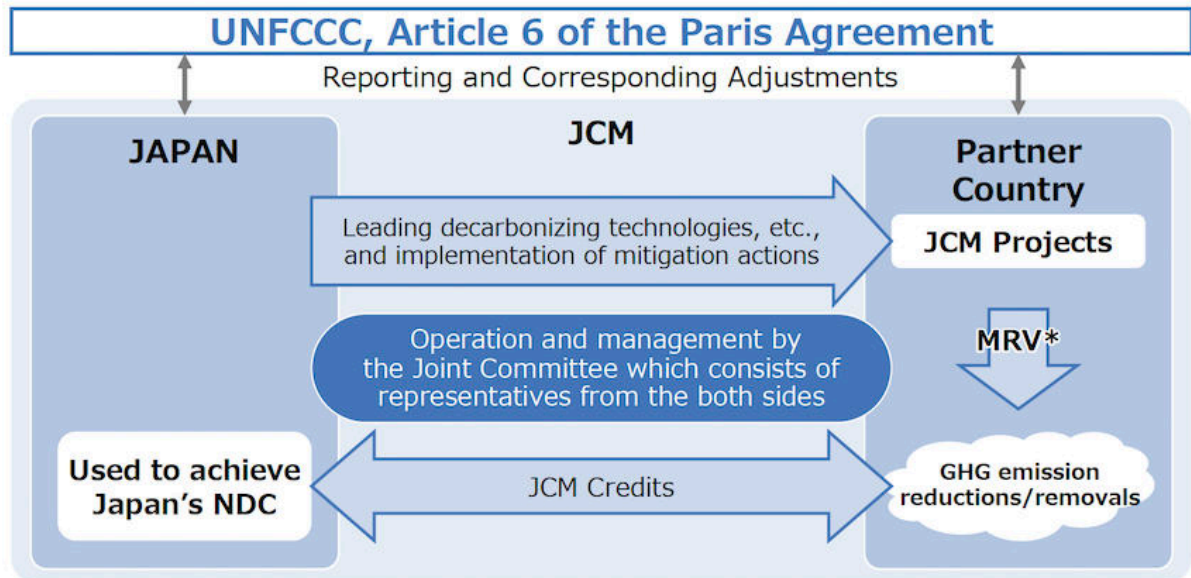 UNFCCC, Article 6 of the Paris Agreement
Reporting and Corresponding Adjustments
JAPAN
JCM
Partner
Country
Leading decarbonizing technologies, etc.,
and implementation of mitigation actions
JCM Projects
MRV*
Operation and management by
the Joint Committee which consists of
representatives from the both sides
Used to achieve
Japan's NDC
JCM Credits
GHG emission
reductions/removals